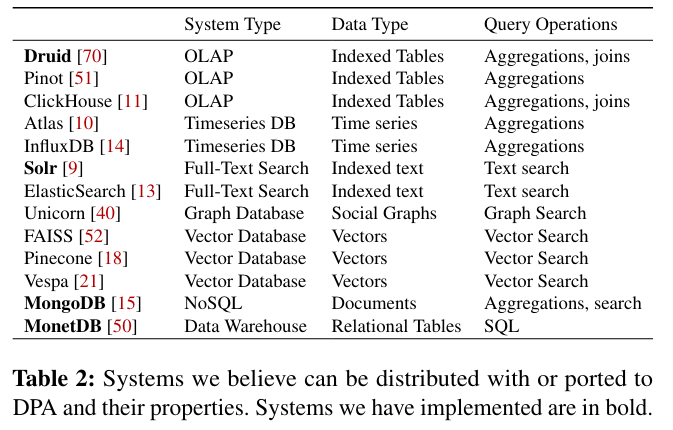 System Type Data Type Query Operations
Druid [70] OLAP Indexed Tables Aggregations, joins
Pinot [51] OLAP Indexed Tables Aggregations
ClickHouse [11] OLAP Indexed Tables Aggregations, joins
Atlas [10] Timeseries DB Time series Aggregations
InfluxDB [14] Timeseries DB Time series Aggregations
Solr [9] Full-Text Search Indexed text Text search
ElasticSearch [13] Full-Text Search Indexed text Text search
Unicorn [40] Graph Database Social Graphs Graph Search
FAISS [52] Vector Database Vectors Vector Search
Pinecone [18] Vector Database Vectors Vector Search
Vespa [21] Vector Database Vectors Vector Search
MongoDB [15] NoSQL Documents Aggregations, search
MonetDB [50] Data Warehouse Relational Tables SQL
Table 2: Systems we believe can be distributed with or ported to
DPA and their properties. Systems we have implemented are in bold.